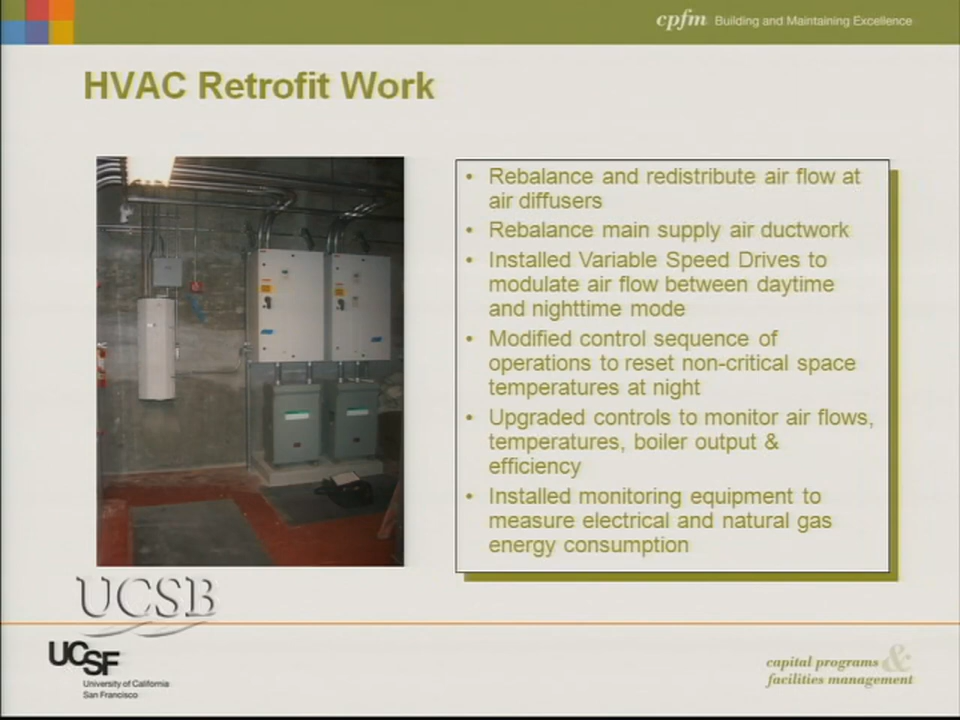 cpfm Building and Maintaining Excellence
HVAC Retrofit Work
• Rebalance and redistribute air flow at
air diffusers
• Rebalance main supply air ductwork
• Installed Variable Speed Drives to
modulate air flow between daytime
and nighttime mode
• Modified control sequence of
operations to reset non-critical space
temperatures at night
• Upgraded controls to monitor air flows,
temperatures, boiler output &
efficiency
• Installed monitoring equipment to
measure electrical and natural gas
energy consumption
UCSB
UCSF
University of California
San Francisco
capital programs &
facilities management